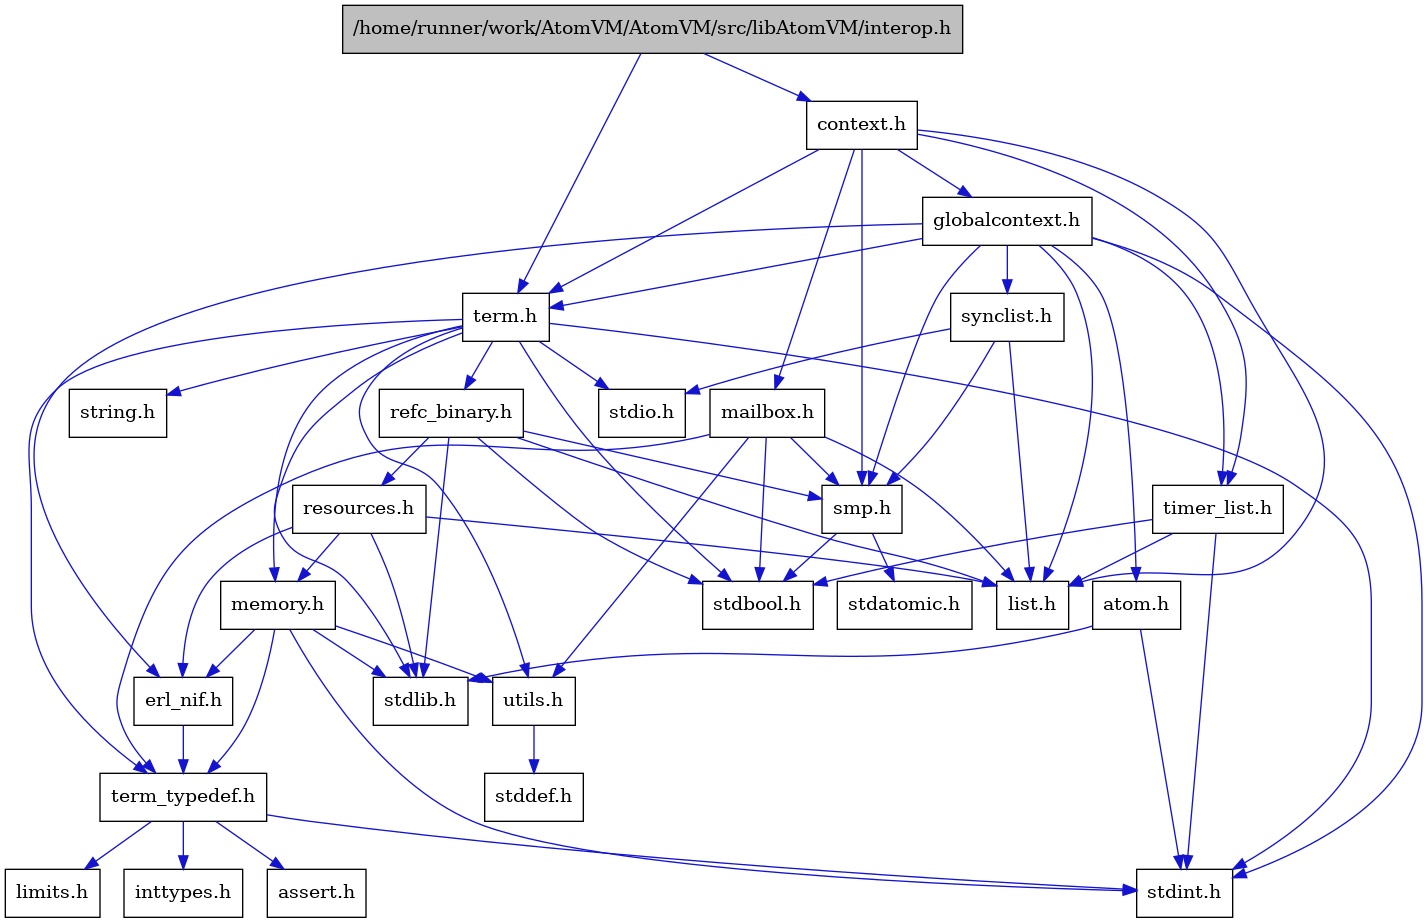 /home/runner/work/AtomVM/AtomVM/src/libAtomVM/interop.h
context.h
globalcontext.h
term.h
synclist.h
string.h
refc_binary.h
stdio.h
mailbox.h
resources.h
smp.h
timer_list.h
memory.h
stdbool.h
stdatomic.h
list.h
atom.h
erl_nif.h
stdlib.h
utils.h
term_typedef.h
stddef.h
limits.h
inttypes.h
assert.h
stdint.h